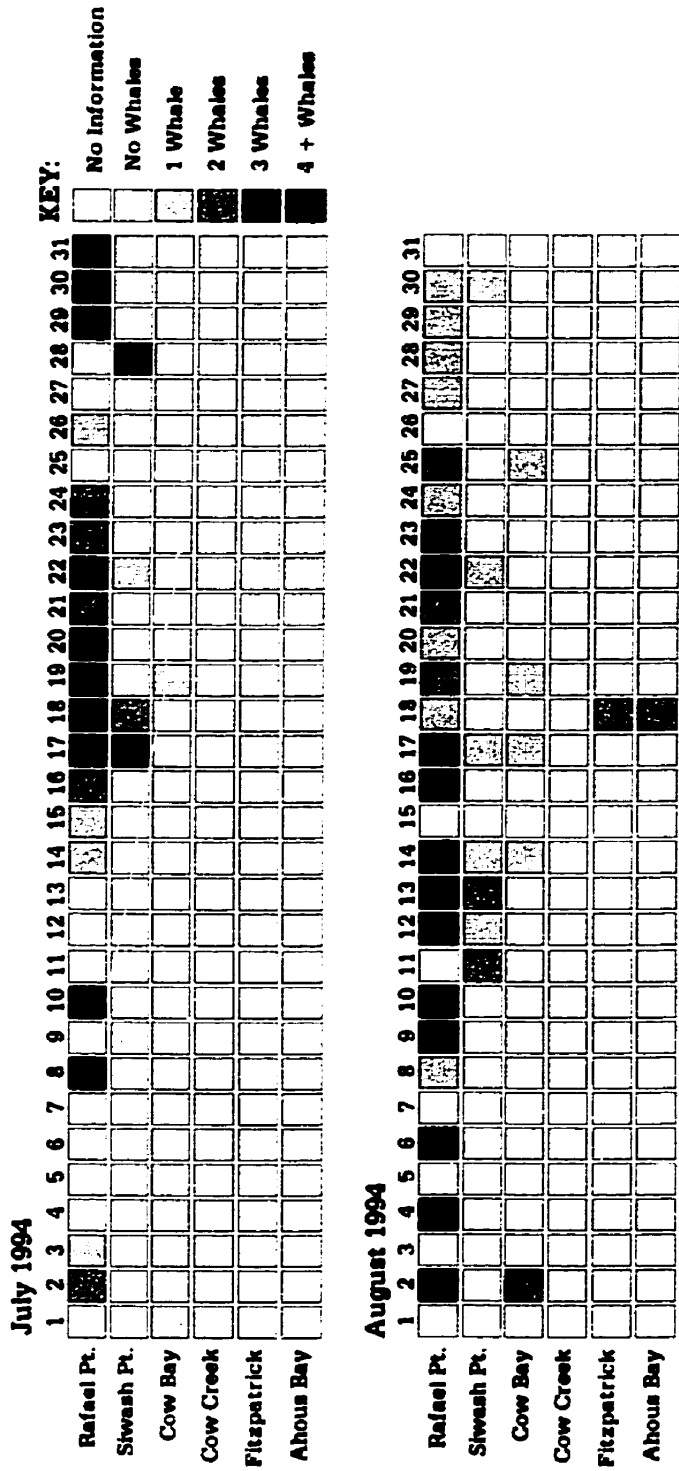 July 1994
1 2 3 4 5 6 7 8 9 10 11 12 13 14 15 16 17 18 19 20 21 22 23 24 25 26 27 28 29 30 31
Rafael Pt.
Siwash Pt.
Cow Bay
Cow Creek
Fitzpatrick
Ahous Bay
KEY:
No Information
No Whales
1 Whale
2 Whales
3 Whales
4 + Whales
August 1994
1 2 3 4 5 6 7 8 9 10 11 12 13 14 15 16 17 18 19 20 21 22 23 24 25 26 27 28 29 30 31
Rafael Pt.
Siwash Pt.
Cow Bay
Cow Creek
Fitzpatrick
Ahous Bay